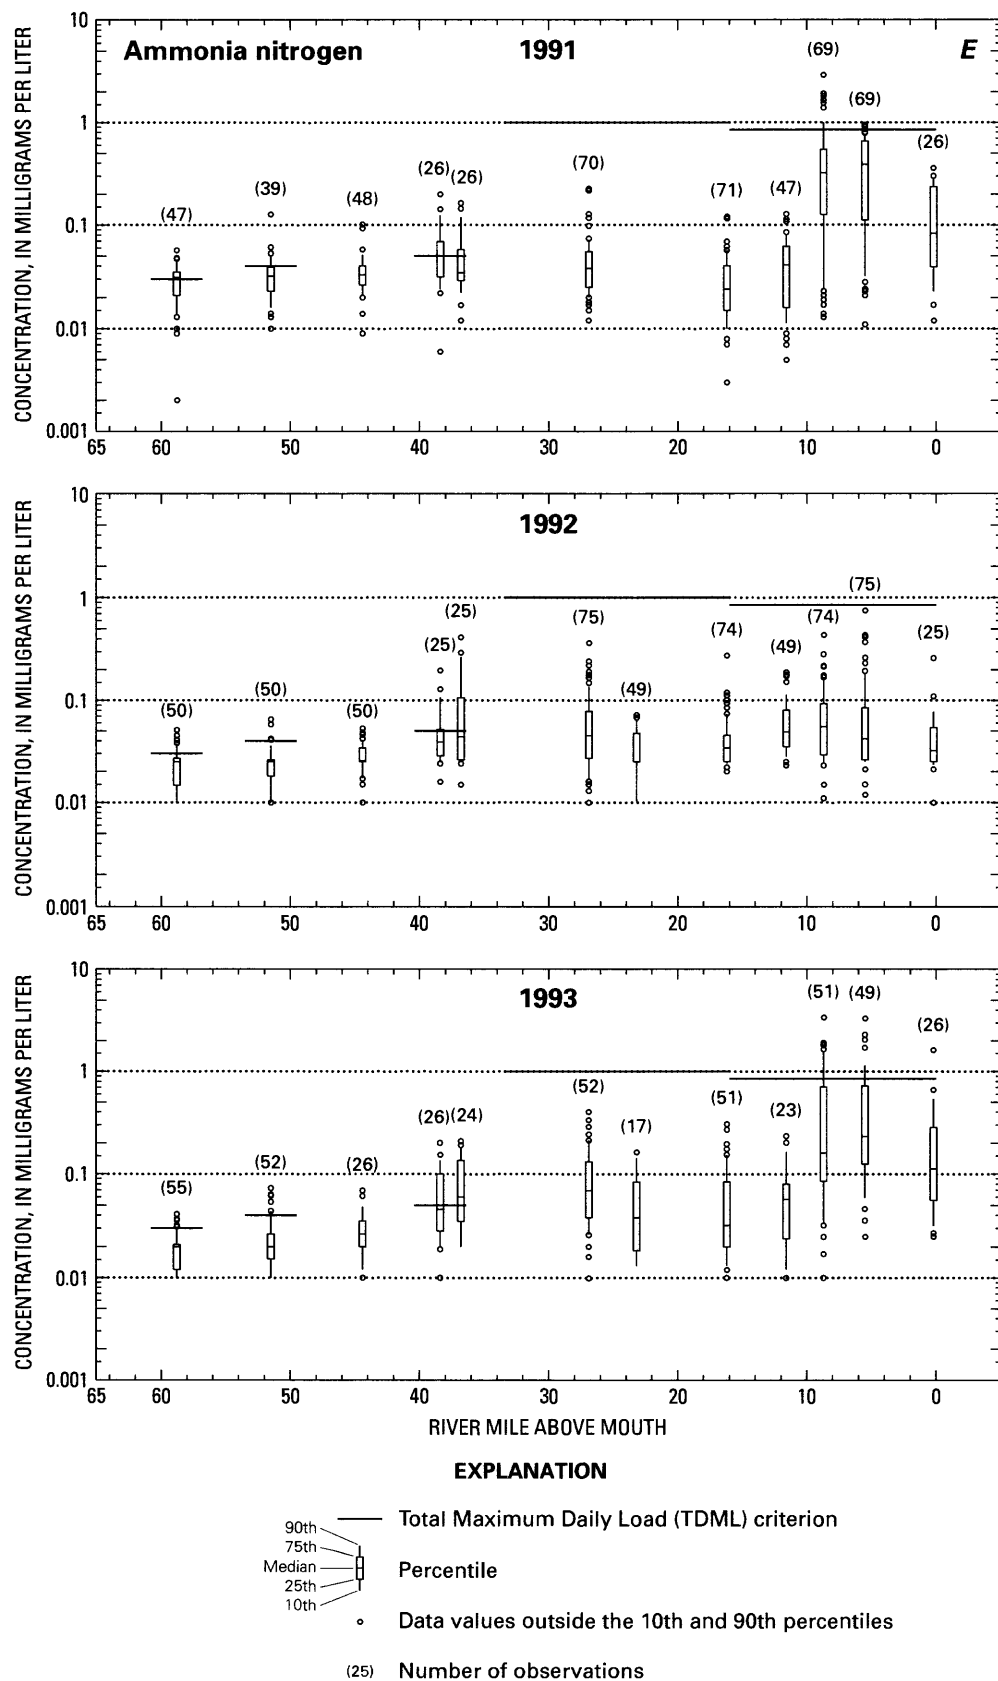 10
Ammonia nitrogen
1991
E
(69)
(69)
1
(26)
(39)
(48)
(26)
(26)
(70)
(71)
(47)
(47)
0.1
0.01
0.001
CONCENTRATION, IN MILLIGRAMS PER LITER
65 60 50 40 30 20 10 0
10
1992
1
(75)
(25)
(75)
(74)
(25)
(25)
(74)
(49)
(50)
(50)
(50)
(49)
0.1
0.01
0.001
CONCENTRATION, IN MILLIGRAMS PER LITER
65 60 50 40 30 20 10 0
10
1993
(51) (49)
(26)
1
(52)
(51)
(26) (24)
(17)
(23)
(55)
(52)
(26)
0.1
0.01
0.001
CONCENTRATION, IN MILLIGRAMS PER LITER
65 60 50 40 30 20 10 0
RIVER MILE ABOVE MOUTH
EXPLANATION
Total Maximum Daily Load (TDML) criterion
90th
75th
Median
25th
10th
Percentile
Data values outside the 10th and 90th percentiles
(25) Number of observations